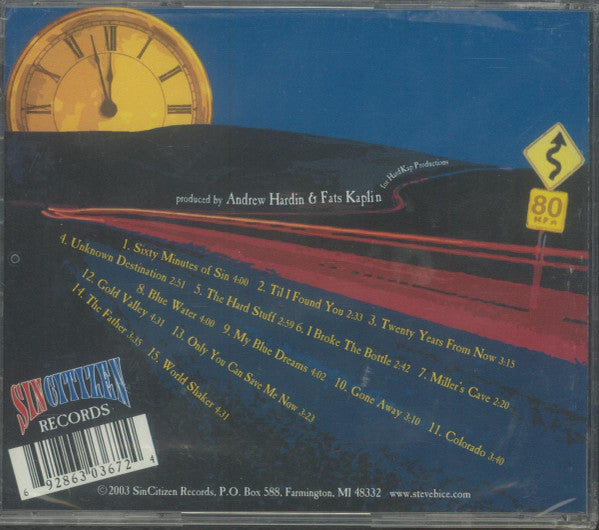 produced by Andrew Hardin & Fats Kaplin
for HardKap Productions
80
1. Sixty Minutes of Sin 4:00 2. Til I Found You 2:33 3. Twenty Years From Now 3:15
4. Unknown Destination 2:51 5. The Hard Stuff 2:59 6. I Broke The Bottle 2:42 7. Miller's Cave 2:20
8. Blue Water 4:00 9. My Blue Dreams 4:02 10. Gone Away 3:10 11. Colorado 3:40
12. Gold Valley 4:31 13. Only You Can Save Me Now 3:23
14. The Father 3:35 15. World Shaker 4:31
SINCITIZEN
RECORDS
6 92863 03672 4
©2003 SinCitizen Records, P.O. Box 588, Farmington, MI 48332 www.stevebice.com